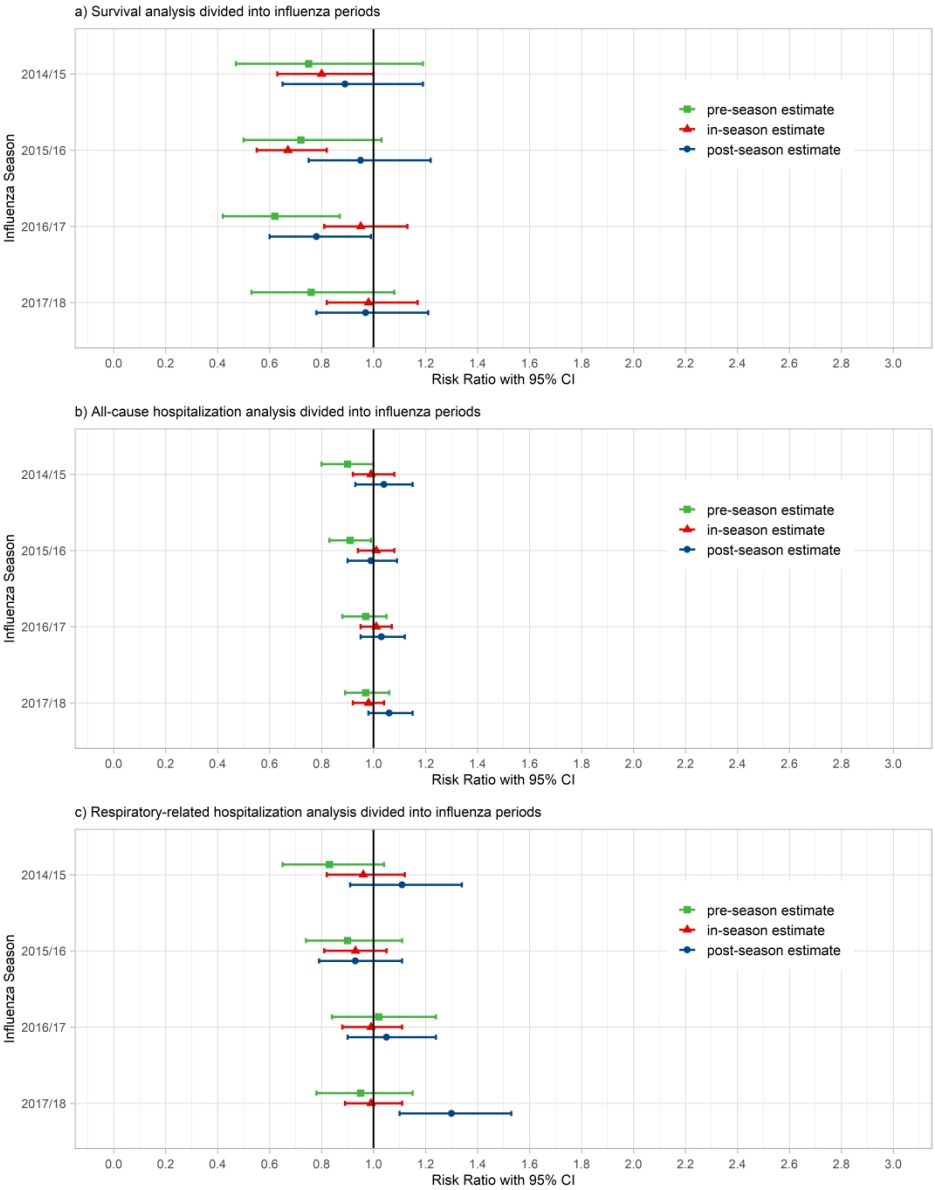 a) Survival analysis divided into influenza periods
Influenza Season
2014/15
2015/16
2016/17
2017/18
pre-season estimate
in-season estimate
post-season estimate
0.0 0.2 0.4 0.6 0.8 1.0 1.2 1.4 1.6 1.8 2.0 2.2 2.4 2.6 2.8 3.0
Risk Ratio with 95% CI
b) All-cause hospitalization analysis divided into influenza periods
Influenza Season
2014/15
2015/16
2016/17
2017/18
pre-season estimate
in-season estimate
post-season estimate
0.0 0.2 0.4 0.6 0.8 1.0 1.2 1.4 1.6 1.8 2.0 2.2 2.4 2.6 2.8 3.0
Risk Ratio with 95% CI
c) Respiratory-related hospitalization analysis divided into influenza periods
Influenza Season
2014/15
2015/16
2016/17
2017/18
pre-season estimate
in-season estimate
post-season estimate
0.0 0.2 0.4 0.6 0.8 1.0 1.2 1.4 1.6 1.8 2.0 2.2 2.4 2.6 2.8 3.0
Risk Ratio with 95% CI